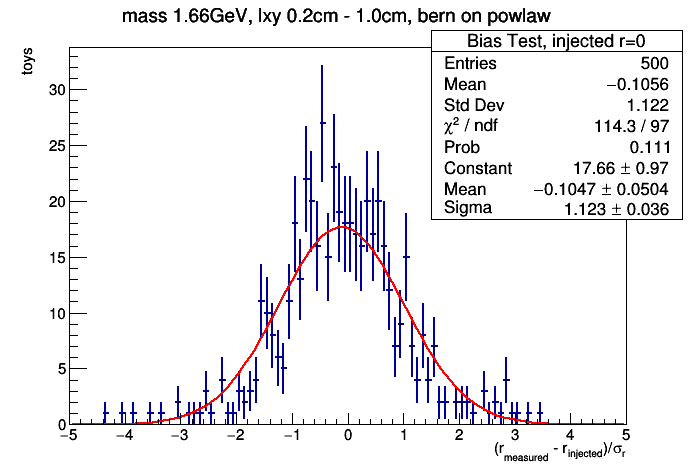 mass 1.66GeV, lxy 0.2cm - 1.0cm, bern on powlaw
Bias Test, injected r=0
Entries 500
Mean −0.1056
Std Dev 1.122
χ² / ndf 114.3 / 97
Prob 0.111
Constant 17.66 ± 0.97
Mean −0.1047 ± 0.0504
Sigma 1.123 ± 0.036
toys
30
25
20
15
10
5
0
−5 −4 −3 −2 −1 0 1 2 3 4 5
(r_measured - r_injected)/σ_r